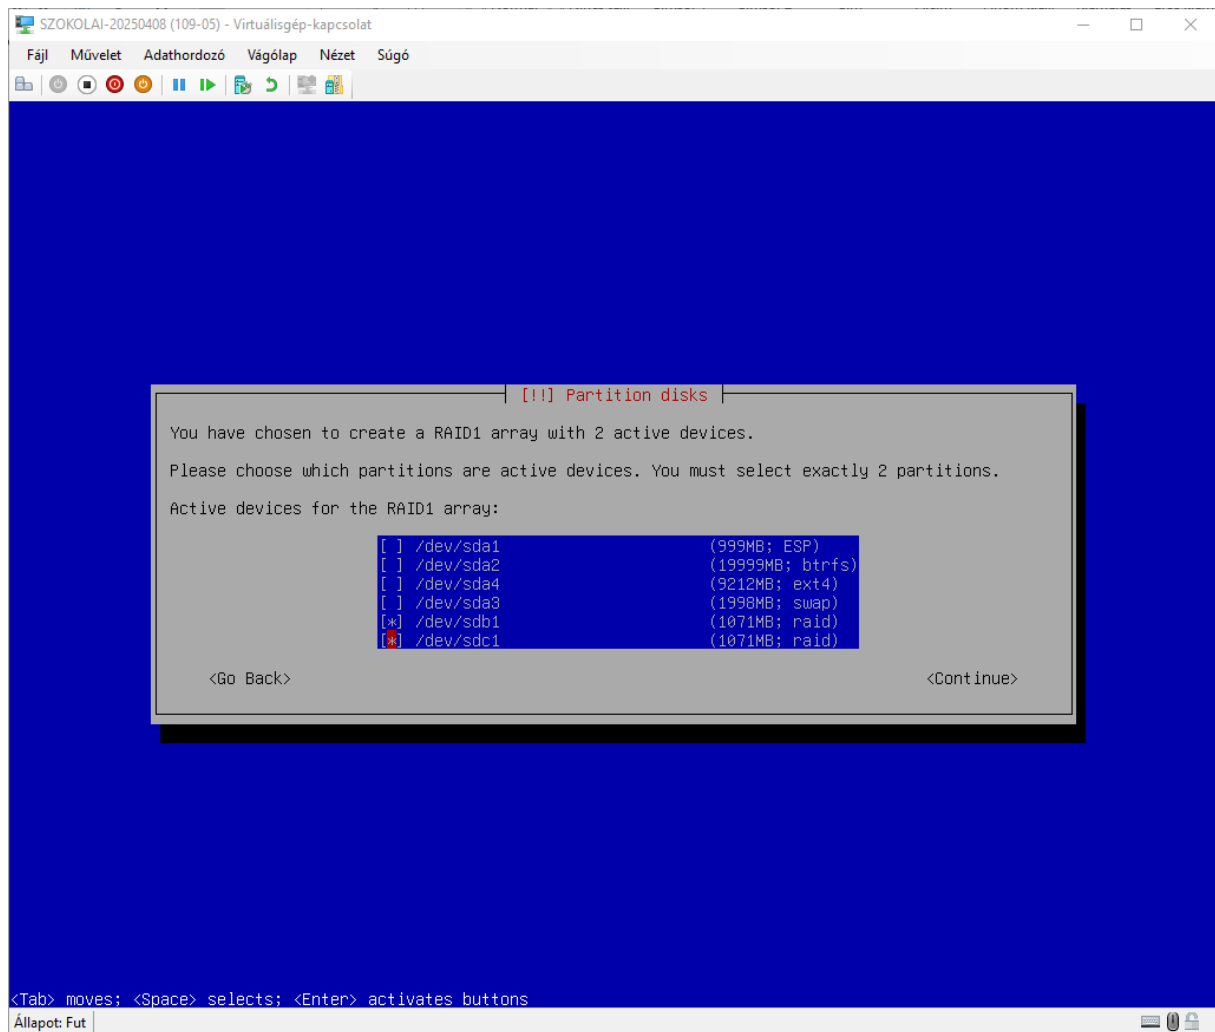 SZOKOLAI-20250408 (109-05) - Virtuálisgép-kapcsolat
Fájl Művelet Adathordozó Vágólap Nézet Súgó
[!!] Partition disks
You have chosen to create a RAID1 array with 2 active devices.
Please choose which partitions are active devices. You must select exactly 2 partitions.
Active devices for the RAID1 array:
[ ] /dev/sda1 (999MB; ESP)
[ ] /dev/sda2 (19999MB; btrfs)
[ ] /dev/sda4 (9212MB; ext4)
[ ] /dev/sda3 (1998MB; swap)
[*] /dev/sdb1 (1071MB; raid)
[*] /dev/sdc1 (1071MB; raid)
<Go Back> <Continue>
<Tab> moves; <Space> selects; <Enter> activates buttons
Állapot: Fut